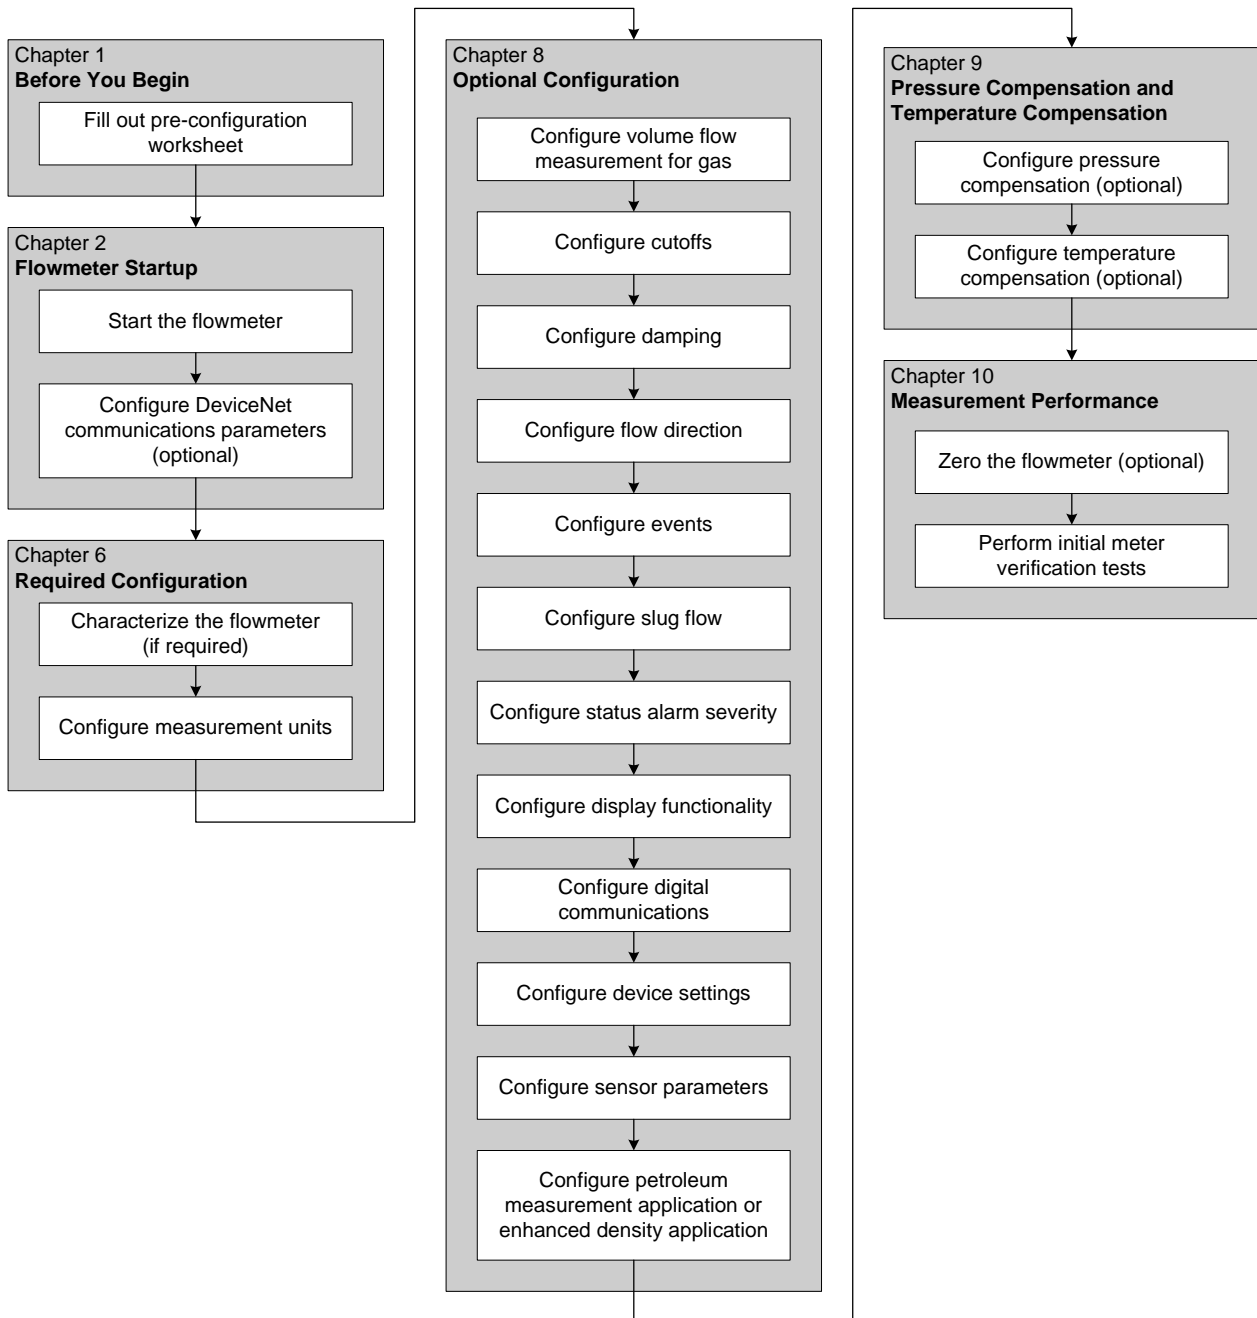 Chapter 1
Before You Begin
Fill out pre-configuration
worksheet
Chapter 2
Flowmeter Startup
Start the flowmeter
Configure DeviceNet
communications parameters
(optional)
Chapter 6
Required Configuration
Characterize the flowmeter
(if required)
Configure measurement units
Chapter 8
Optional Configuration
Configure volume flow
measurement for gas
Configure cutoffs
Configure damping
Configure flow direction
Configure events
Configure slug flow
Configure status alarm severity
Configure display functionality
Configure digital
communications
Configure device settings
Configure sensor parameters
Configure petroleum
measurement application or
enhanced density application
Chapter 9
Pressure Compensation and
Temperature Compensation
Configure pressure
compensation (optional)
Configure temperature
compensation (optional)
Chapter 10
Measurement Performance
Zero the flowmeter (optional)
Perform initial meter
verification tests